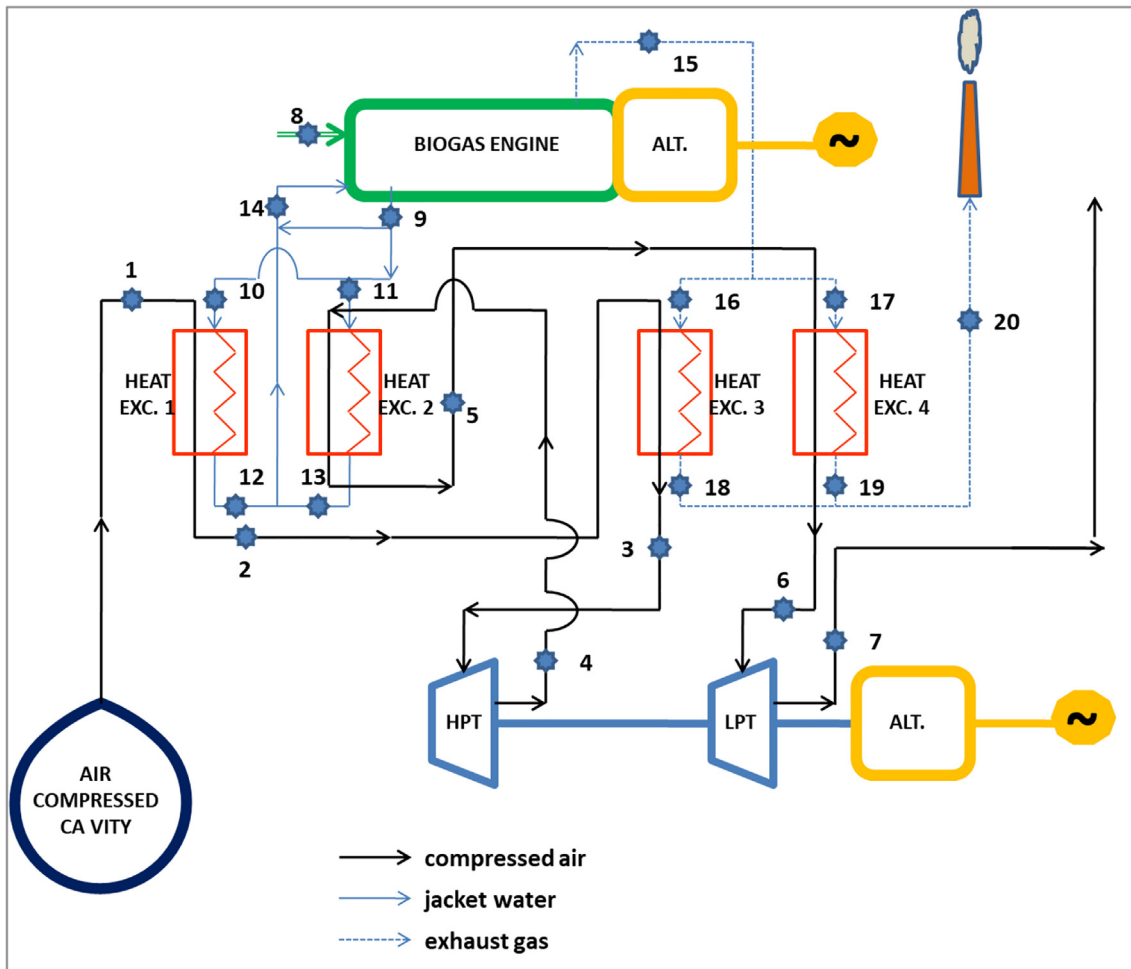 15
8
BIOGAS ENGINE
ALT.
~
14
9
1
10
11
16
17
20
HEAT
EXC. 1
HEAT
EXC. 2
5
HEAT
EXC. 3
HEAT
EXC. 4
12
13
18
19
2
3
6
4
7
HPT
LPT
ALT.
~
AIR
COMPRESSED
CA VITY
compressed air
jacket water
exhaust gas